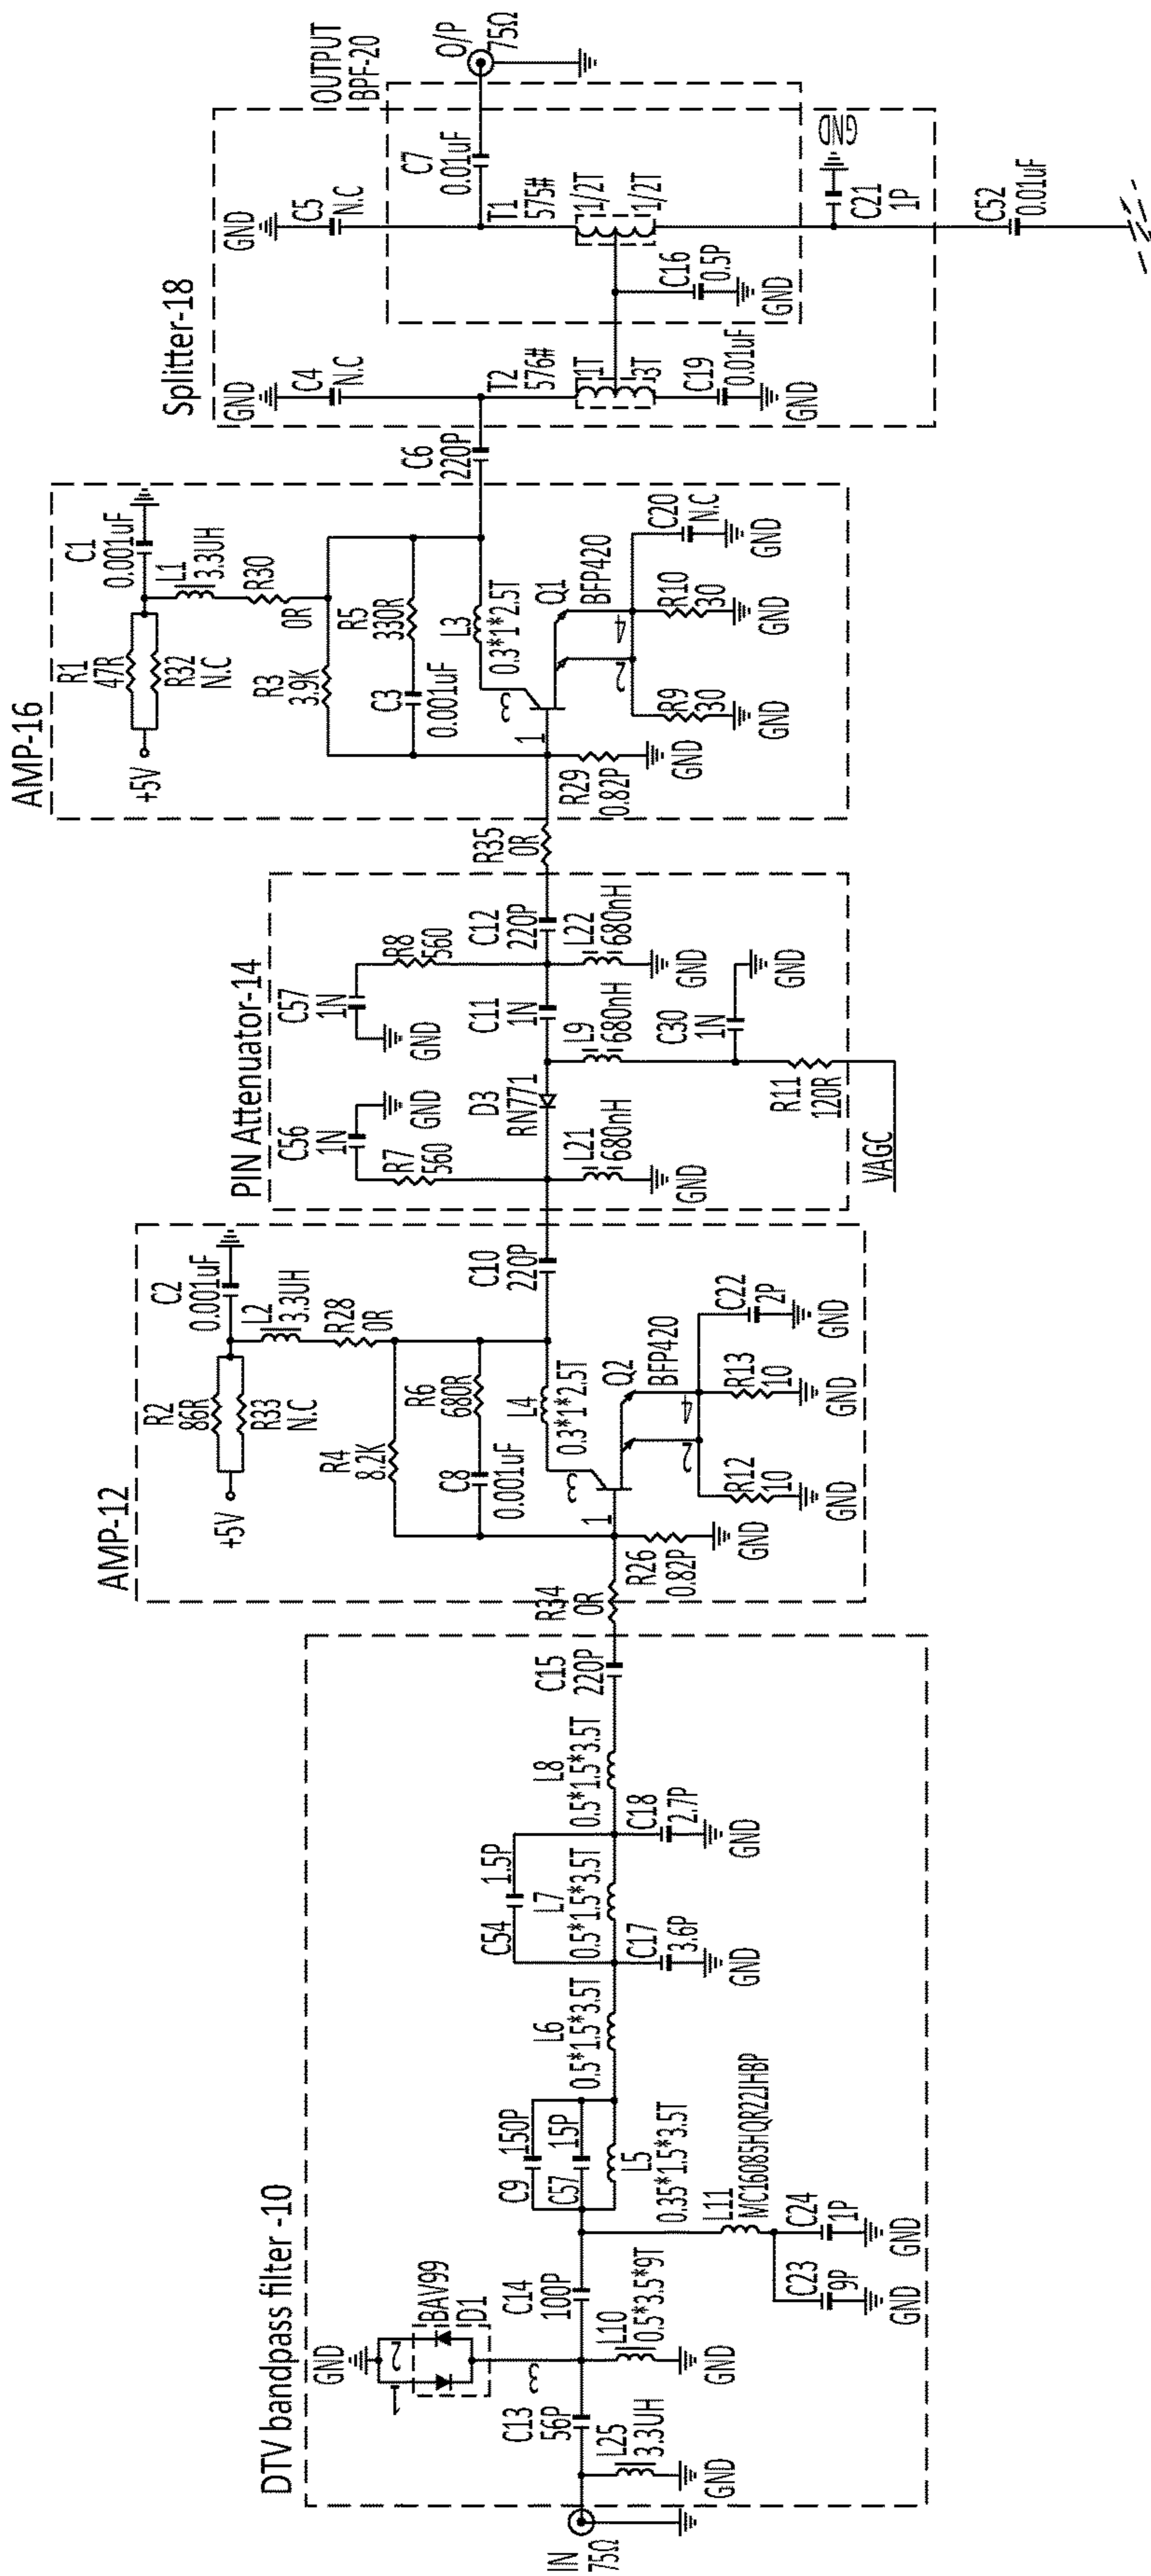 DTV bandpass filter -10
IN
75Ω
L25
3.3UH
GND
C13
56P
GND
1
2
BAV99
D1
3
L10
0.5*3.5*9T
GND
C14
100P
L11
MC16085HQR22JHBP
C23
9P
GND
C24
1P
GND
C9
150P
C57
15P
L5
0.35*1.5*3.5T
L6
0.5*1.5*3.5T
C54
1.5P
L7
0.5*1.5*3.5T
C17
3.6P
GND
C18
2.7P
GND
L8
0.5*1.5*3.5T
C15
220P
R34
0R
AMP-12
+5V
R2
86R
R33
N.C
C2
0.001uF
L2
3.3UH
R28
0R
R4
8.2K
R6
680R
C8
0.001uF
L4
0.3*1*2.5T
3
1
2
4
Q2
BFP420
R26
0.82P
GND
R12
10
GND
R13
10
GND
C22
2P
GND
C10
220P
PIN Attenuator-14
C56
1N
GND
R7
560
L21
680nH
GND
D3
RN771
C57
1N
GND
R8
560
C11
1N
L9
680nH
C12
220P
L22
680nH
GND
C30
1N
GND
R11
120R
VAGC
R35
0R
AMP-16
+5V
R1
47R
R32
N.C
C1
0.001uF
L1
3.3UH
R30
0R
R3
3.9K
R5
330R
C3
0.001uF
L3
0.3*1*2.5T
3
1
2
4
Q1
BFP420
R29
0.82P
GND
R9
30
GND
R10
30
GND
C20
N.C
GND
C6
220P
Splitter-18
GND
C4
N.C
T2
576#
1T
3T
C19
0.01uF
GND
GND
C5
N.C
T1
575#
1/2T
1/2T
C16
0.5P
GND
C7
0.01uF
OUTPUT
BPF-20
O/P
75Ω
GND
C21
1P
C52
0.01uF